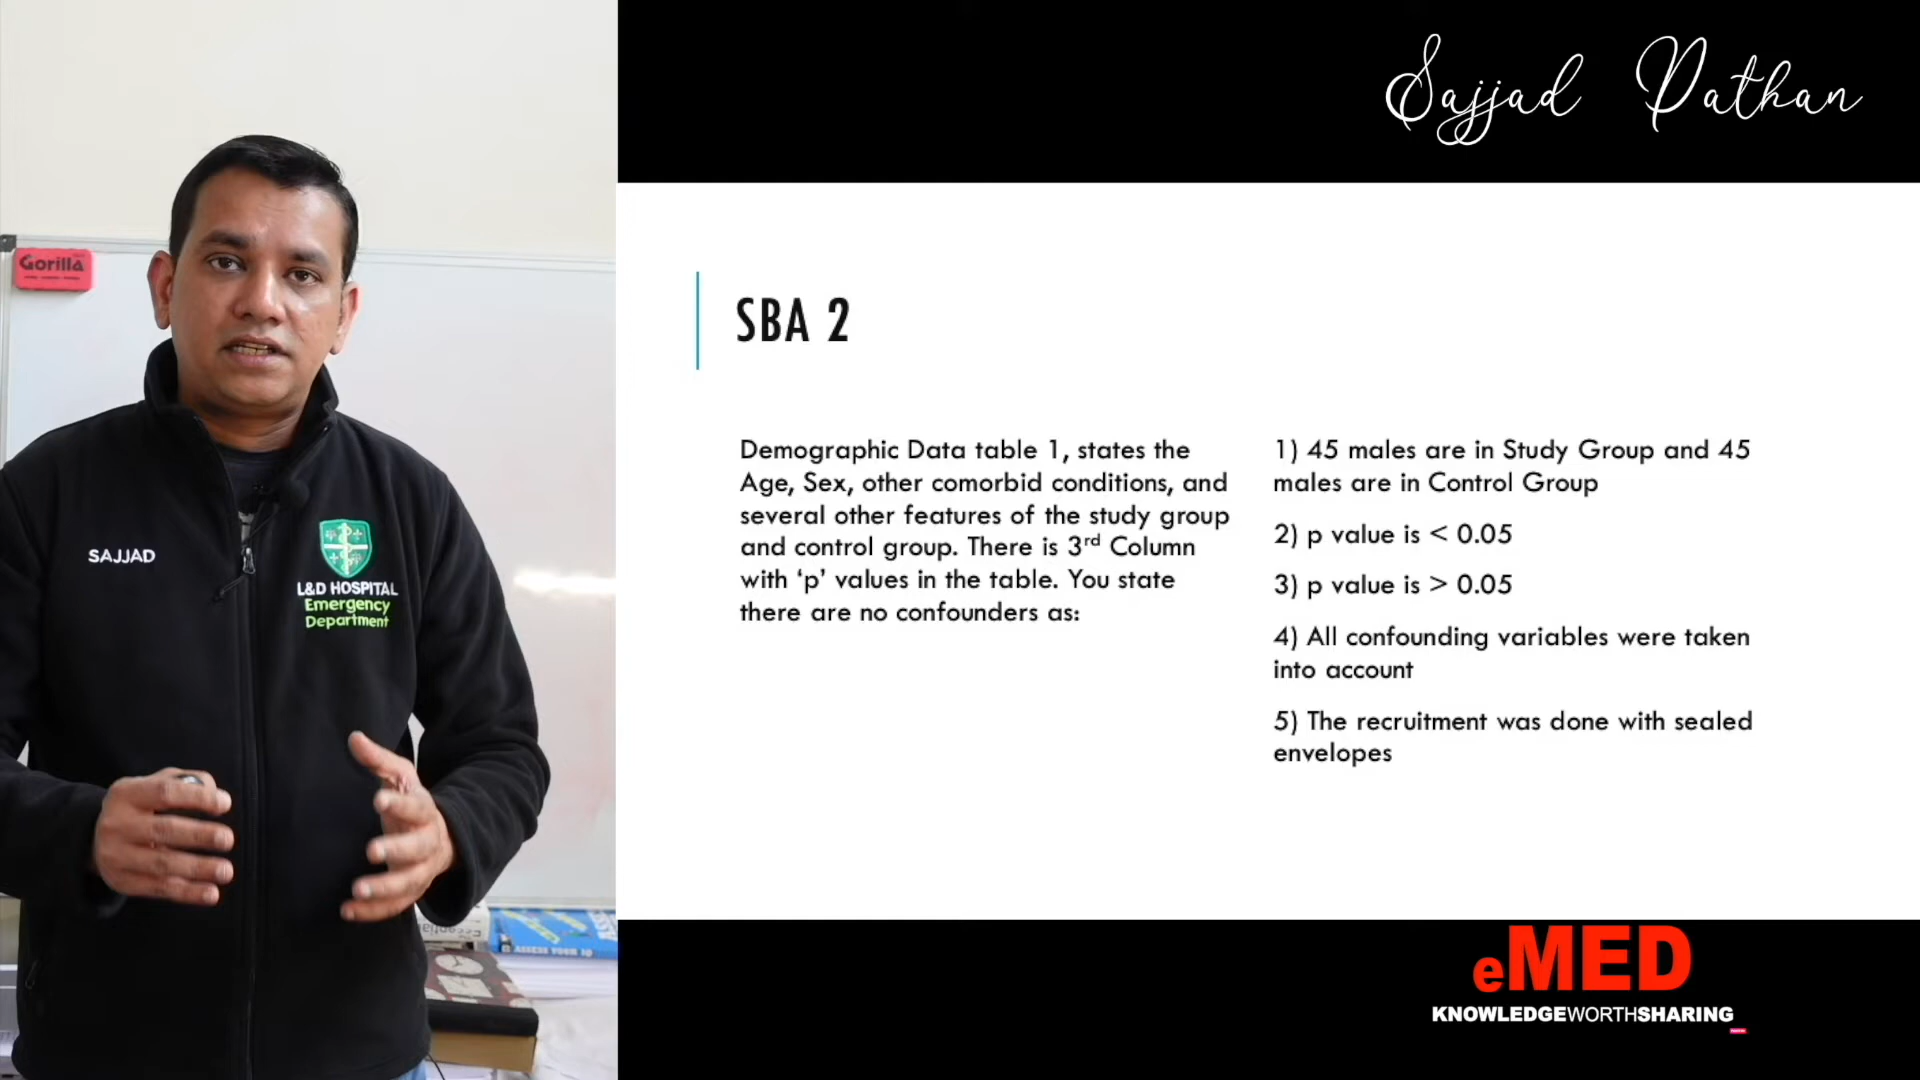 Sajjad Pathan
Gorilla
SBA 2
Demographic Data table 1, states the
Age, Sex, other comorbid conditions, and
several other features of the study group
and control group. There is 3rd Column
with ‘p’ values in the table. You state
there are no confounders as:
1) 45 males are in Study Group and 45
males are in Control Group
2) p value is < 0.05
3) p value is > 0.05
4) All confounding variables were taken
into account
5) The recruitment was done with sealed
envelopes
SAJJAD
L&D HOSPITAL
Emergency
Department
eMED
KNOWLEDGEWORTHSHARING